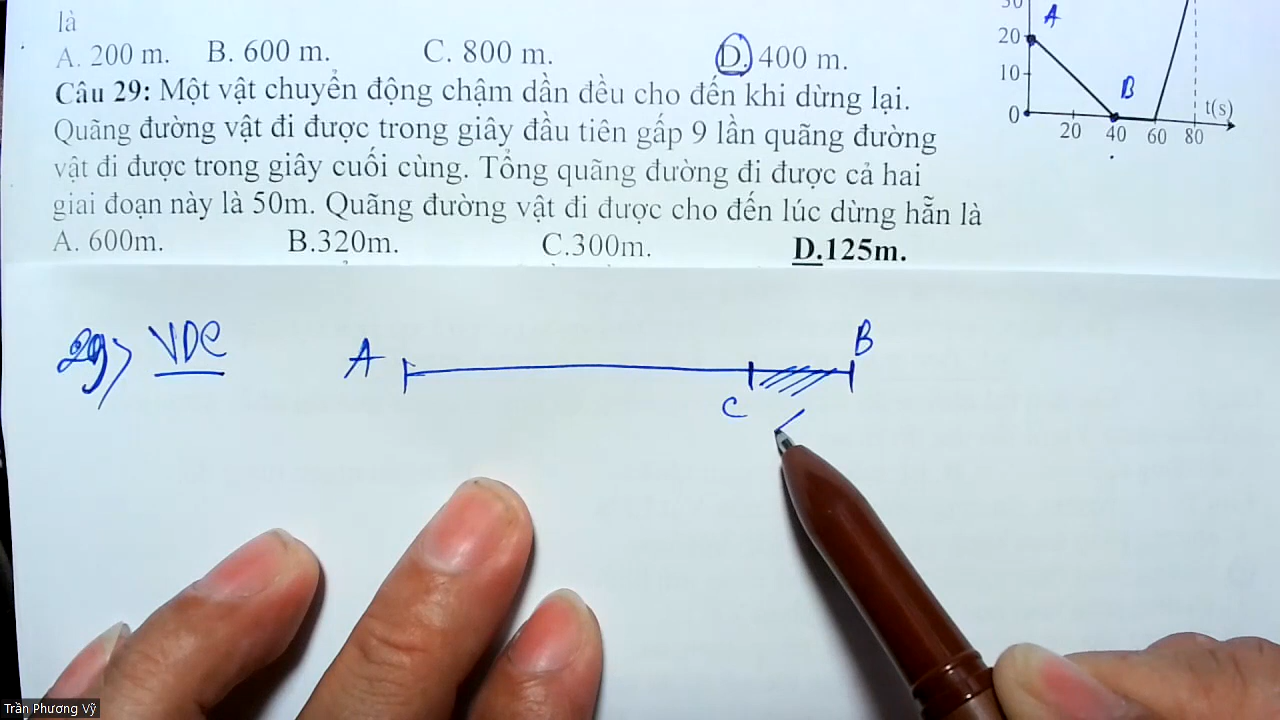 là
A. 200 m. B. 600 m. C. 800 m. D. 400 m.
Câu 29: Một vật chuyển động chậm dần đều cho đến khi dừng lại.
Quãng đường vật đi được trong giây đầu tiên gấp 9 lần quãng đường
vật đi được trong giây cuối cùng. Tổng quãng đường đi được cả hai
giai đoạn này là 50m. Quãng đường vật đi được cho đến lúc dừng hẵn là
A. 600m. B.320m. C.300m. D.125m.
30
A
20
10
B
0
t(s)
20 40 60 80
29) VDC A B
C
Trần Phương Vỹ